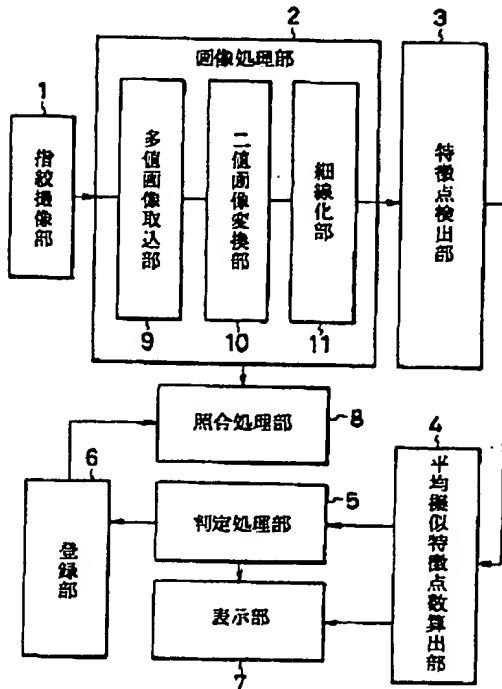 2
3
画像処理部
1
指紋撮像部
多値画像取込部
二値画像変換部
細線化部
特徴点検出部
9
10
11
照合処理部
8
4
6
5
判定処理部
登録部
平均擬似特徴点数算出部
表示部
7